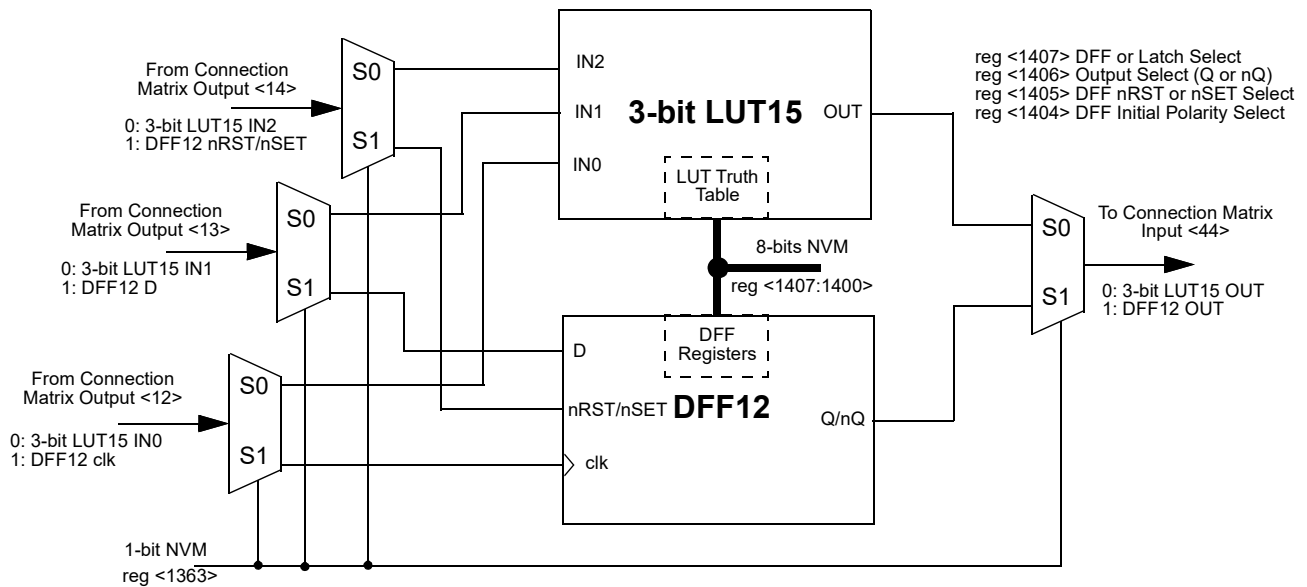 From Connection
Matrix Output <14>
0: 3-bit LUT15 IN2
1: DFF12 nRST/nSET
S0
S1
From Connection
Matrix Output <13>
0: 3-bit LUT15 IN1
1: DFF12 D
S0
S1
From Connection
Matrix Output <12>
0: 3-bit LUT15 IN0
1: DFF12 clk
S0
S1
1-bit NVM
reg <1363>
IN2
IN1
IN0
3-bit LUT15
OUT
LUT Truth
Table
8-bits NVM
reg <1407:1400>
DFF
Registers
D
nRST/nSET
DFF12
clk
Q/nQ
reg <1407> DFF or Latch Select
reg <1406> Output Select (Q or nQ)
reg <1405> DFF nRST or nSET Select
reg <1404> DFF Initial Polarity Select
S0
S1
To Connection Matrix
Input <44>
0: 3-bit LUT15 OUT
1: DFF12 OUT